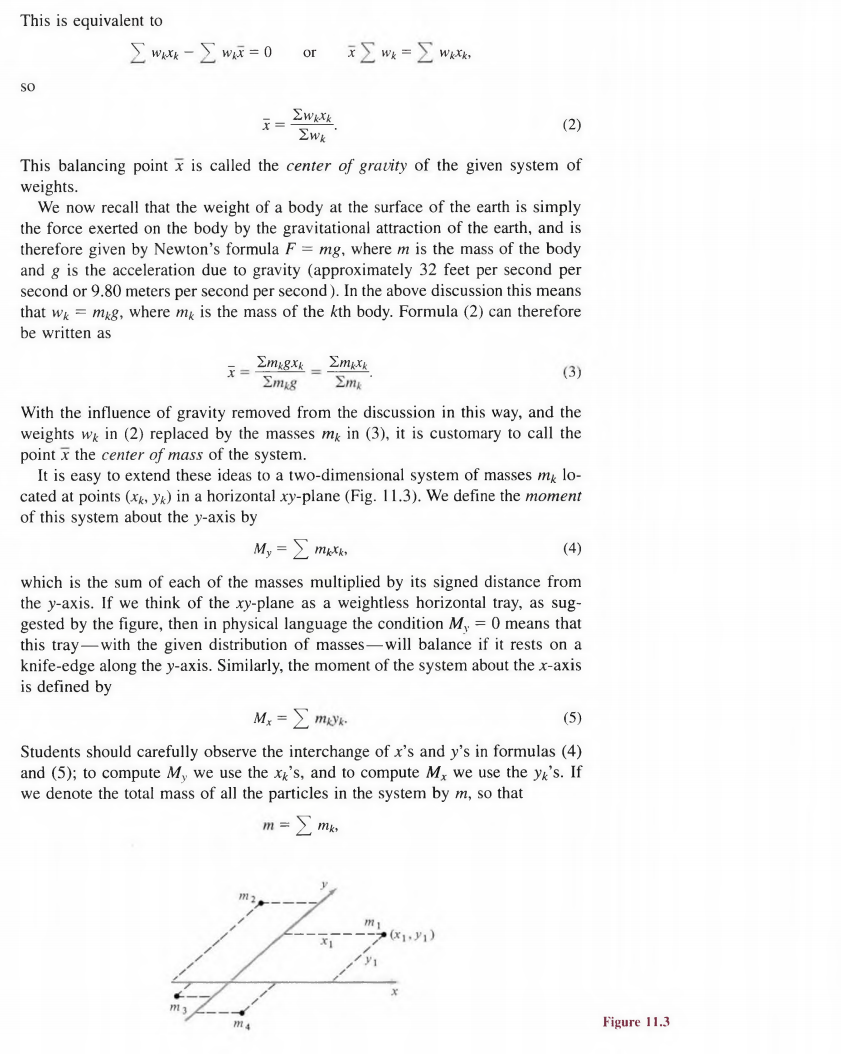 This is equivalent to
∑ wₖxₖ − ∑ wₖx̄ = 0 or x̄ ∑ wₖ = ∑ wₖxₖ,
so
x̄ = Σwₖxₖ / Σwₖ. (2)
This balancing point x̄ is called the center of gravity of the given system of
weights.
We now recall that the weight of a body at the surface of the earth is simply
the force exerted on the body by the gravitational attraction of the earth, and is
therefore given by Newton's formula F = mg, where m is the mass of the body
and g is the acceleration due to gravity (approximately 32 feet per second per
second or 9.80 meters per second per second). In the above discussion this means
that wₖ = mₖg, where mₖ is the mass of the kth body. Formula (2) can therefore
be written as
x̄ = Σmₖgxₖ / Σmₖg = Σmₖxₖ / Σmₖ. (3)
With the influence of gravity removed from the discussion in this way, and the
weights wₖ in (2) replaced by the masses mₖ in (3), it is customary to call the
point x̄ the center of mass of the system.
It is easy to extend these ideas to a two-dimensional system of masses mₖ lo-
cated at points (xₖ, yₖ) in a horizontal xy-plane (Fig. 11.3). We define the moment
of this system about the y-axis by
M_y = ∑ mₖxₖ, (4)
which is the sum of each of the masses multiplied by its signed distance from
the y-axis. If we think of the xy-plane as a weightless horizontal tray, as sug-
gested by the figure, then in physical language the condition M_y = 0 means that
this tray—with the given distribution of masses—will balance if it rests on a
knife-edge along the y-axis. Similarly, the moment of the system about the x-axis
is defined by
Mₓ = ∑ mₖyₖ. (5)
Students should carefully observe the interchange of x's and y's in formulas (4)
and (5); to compute M_y we use the xₖ's, and to compute Mₓ we use the yₖ's. If
we denote the total mass of all the particles in the system by m, so that
m = ∑ mₖ,
y
m₂
m₁
(x₁, y₁)
x₁
y₁
x
m₃
m₄
Figure 11.3